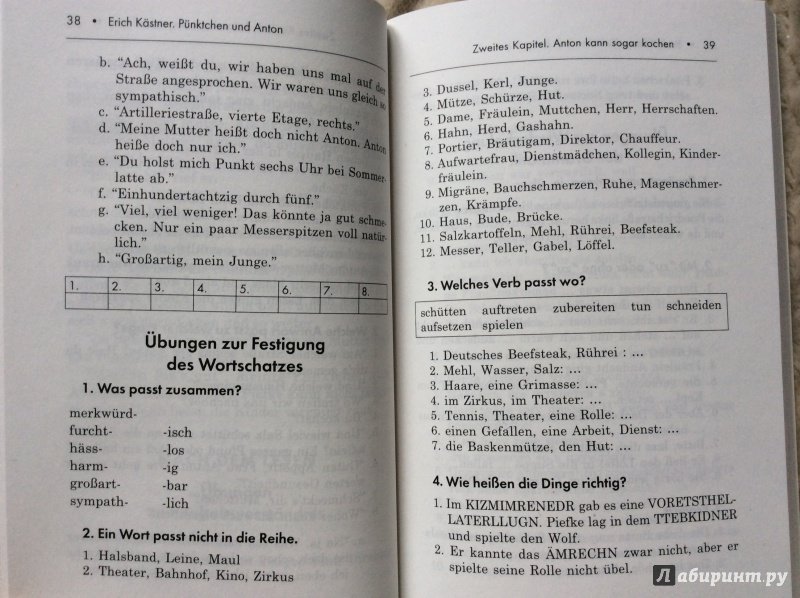 38 • Erich Kästner. Pünktchen und Anton
b. “Ach, weißt du, wir haben uns mal auf der
Straße angesprochen. Wir waren uns gleich so
sympathisch.”
c. “Artilleriestraße, vierte Etage, rechts.”
d. “Meine Mutter heißt doch nicht Anton. Anton
heiße doch nur ich.”
e. “Du holst mich Punkt sechs Uhr bei Sommer-
latte ab.”
f. “Einhundertachtzig durch fünf.”
g. “Viel, viel weniger! Das könnte ja gut schme-
cken. Nur ein paar Messerspitzen voll natür-
lich.”
h. “Großartig, mein Junge.”
1. 2. 3. 4. 5. 6. 7. 8.
Übungen zur Festigung
des Wortschatzes
1. Was passt zusammen?
merkwürd-
furcht- -isch
häss- -los
harm- -ig
großart- -bar
sympath- -lich
2. Ein Wort passt nicht in die Reihe.
1. Halsband, Leine, Maul
2. Theater, Bahnhof, Kino, Zirkus
Zweites Kapitel. Anton kann sogar kochen • 39
3. Dussel, Kerl, Junge.
4. Mütze, Schürze, Hut.
5. Dame, Fräulein, Muttchen, Herr, Herrschaften.
6. Hahn, Herd, Gashahn.
7. Portier, Bräutigam, Direktor, Chauffeur.
8. Aufwartefrau, Dienstmädchen, Kollegin, Kinder-
fräulein.
9. Migräne, Bauchschmerzen, Ruhe, Magenschmer-
zen, Krämpfe.
10. Haus, Bude, Brücke.
11. Salzkartoffeln, Mehl, Rührei, Beefsteak.
12. Messer, Teller, Gabel, Löffel.
3. Welches Verb passt wo?
schütten auftreten zubereiten tun schneiden
aufsetzen spielen
1. Deutsches Beefsteak, Rührei : ...
2. Mehl, Wasser, Salz: ...
3. Haare, eine Grimasse: ...
4. im Zirkus, im Theater: ...
5. Tennis, Theater, eine Rolle: ...
6. einen Gefallen, eine Arbeit, Dienst: ...
7. die Baskenmütze, den Hut: ...
4. Wie heißen die Dinge richtig?
1. Im KIZMIMRENEDR gab es eine VORETSTHEL-
LATERLLUGN. Piefke lag in dem TTEBKIDNER
und spielte den Wolf.
2. Er kannte das ÄMRECHN zwar nicht, aber er
spielte seine Rolle nicht übel.
Лабиринт.ру